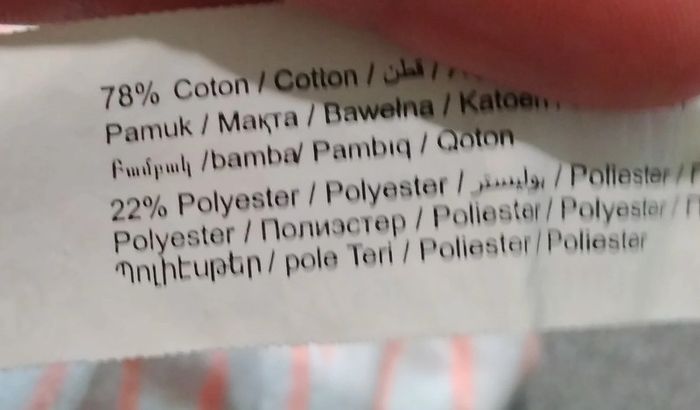 78% Coton / Cotton / قطن /
Pamuk / Мақта / Bawełna / Katoen
Բամբակ /bamba/ Pambıq / Qoton
22% Polyester / Polyester / بوليستر / Poliester /
Polyester / Полиэстер / Poliester / Polyester /
Պոլիէսթեր / pole Teri / Poliester / Poliester